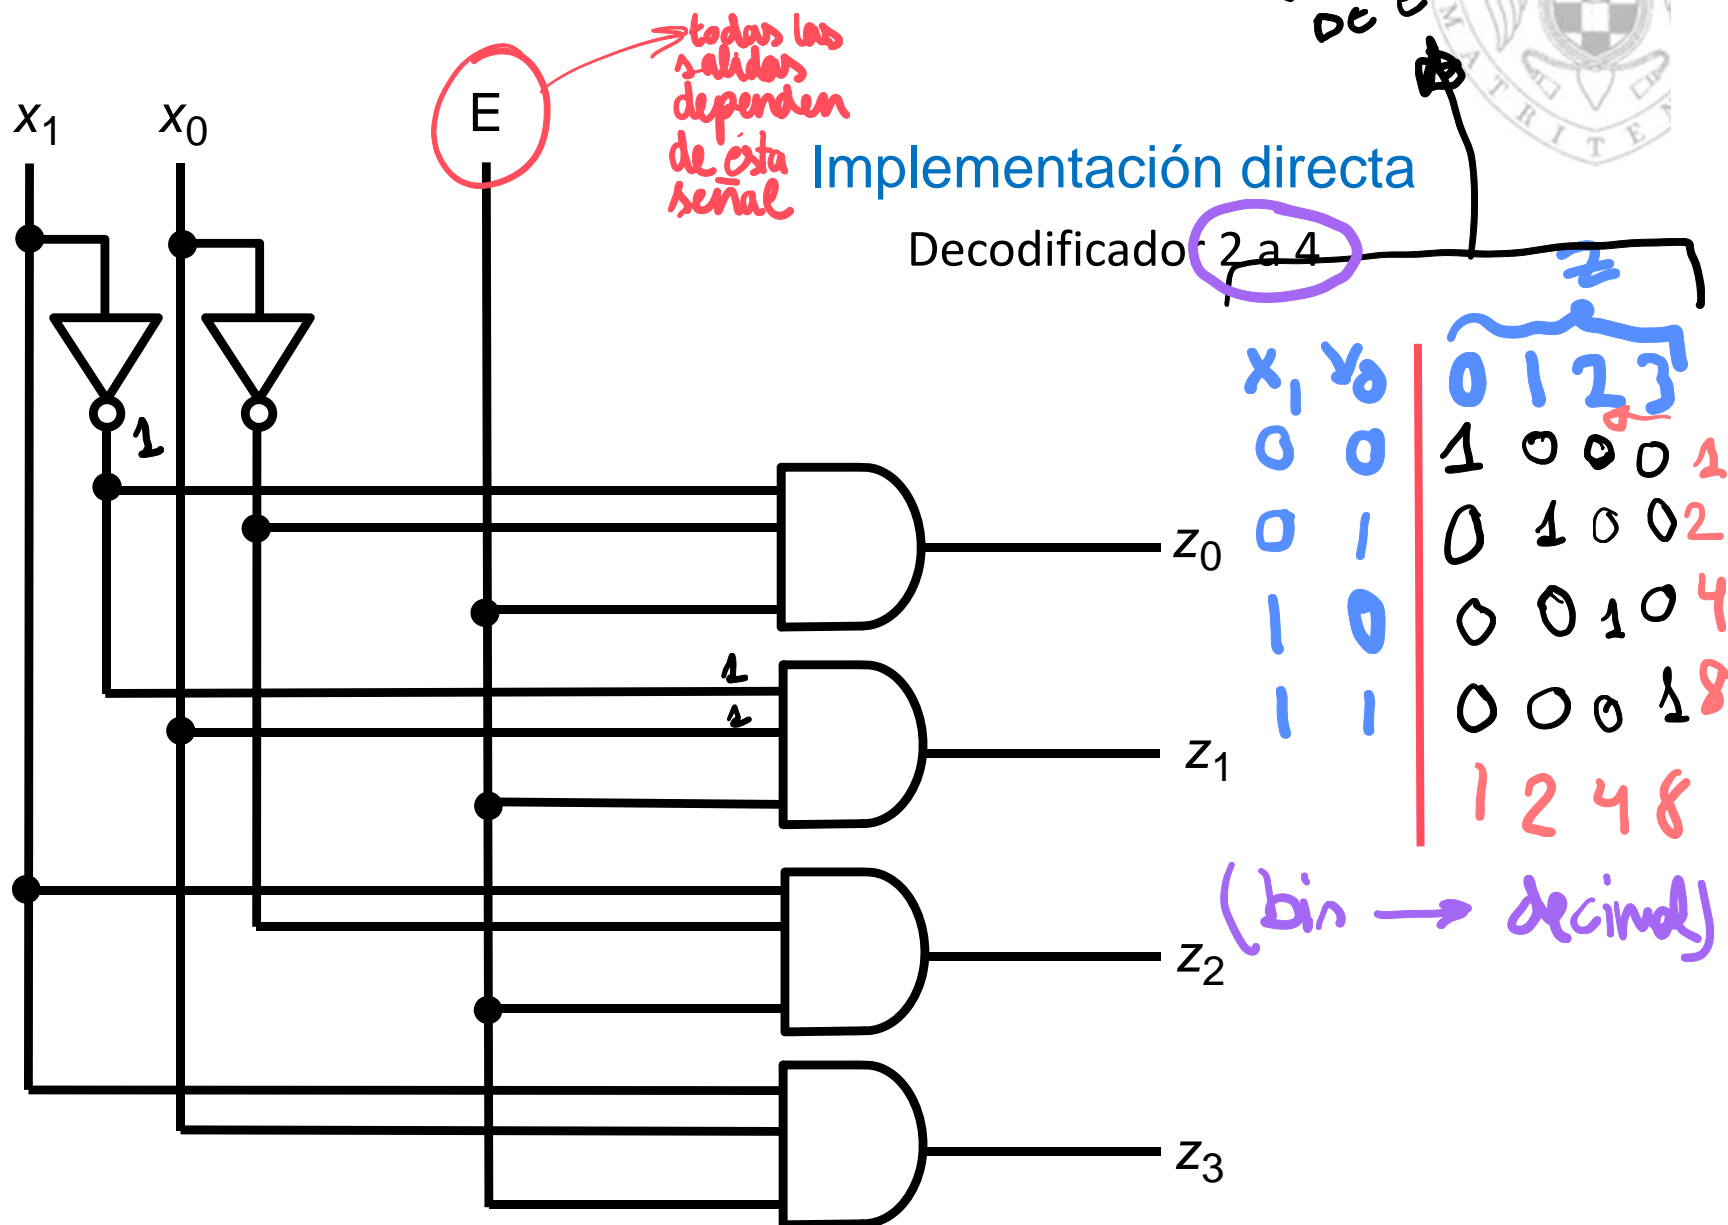 DE
MATRITEN
todas las
salidas
dependen
de ésta
señal
x1 x0 E
Implementación directa
Decodificador 2 a 4
z
x1 x0 0 1 2 3
0 0 1 0 0 0 1
0 1 0 1 0 0 2
1 0 0 0 1 0 4
1 1 0 0 0 1 8
1 2 4 8
(bin → decimal)
1
1
1
z0
z1
z2
z3